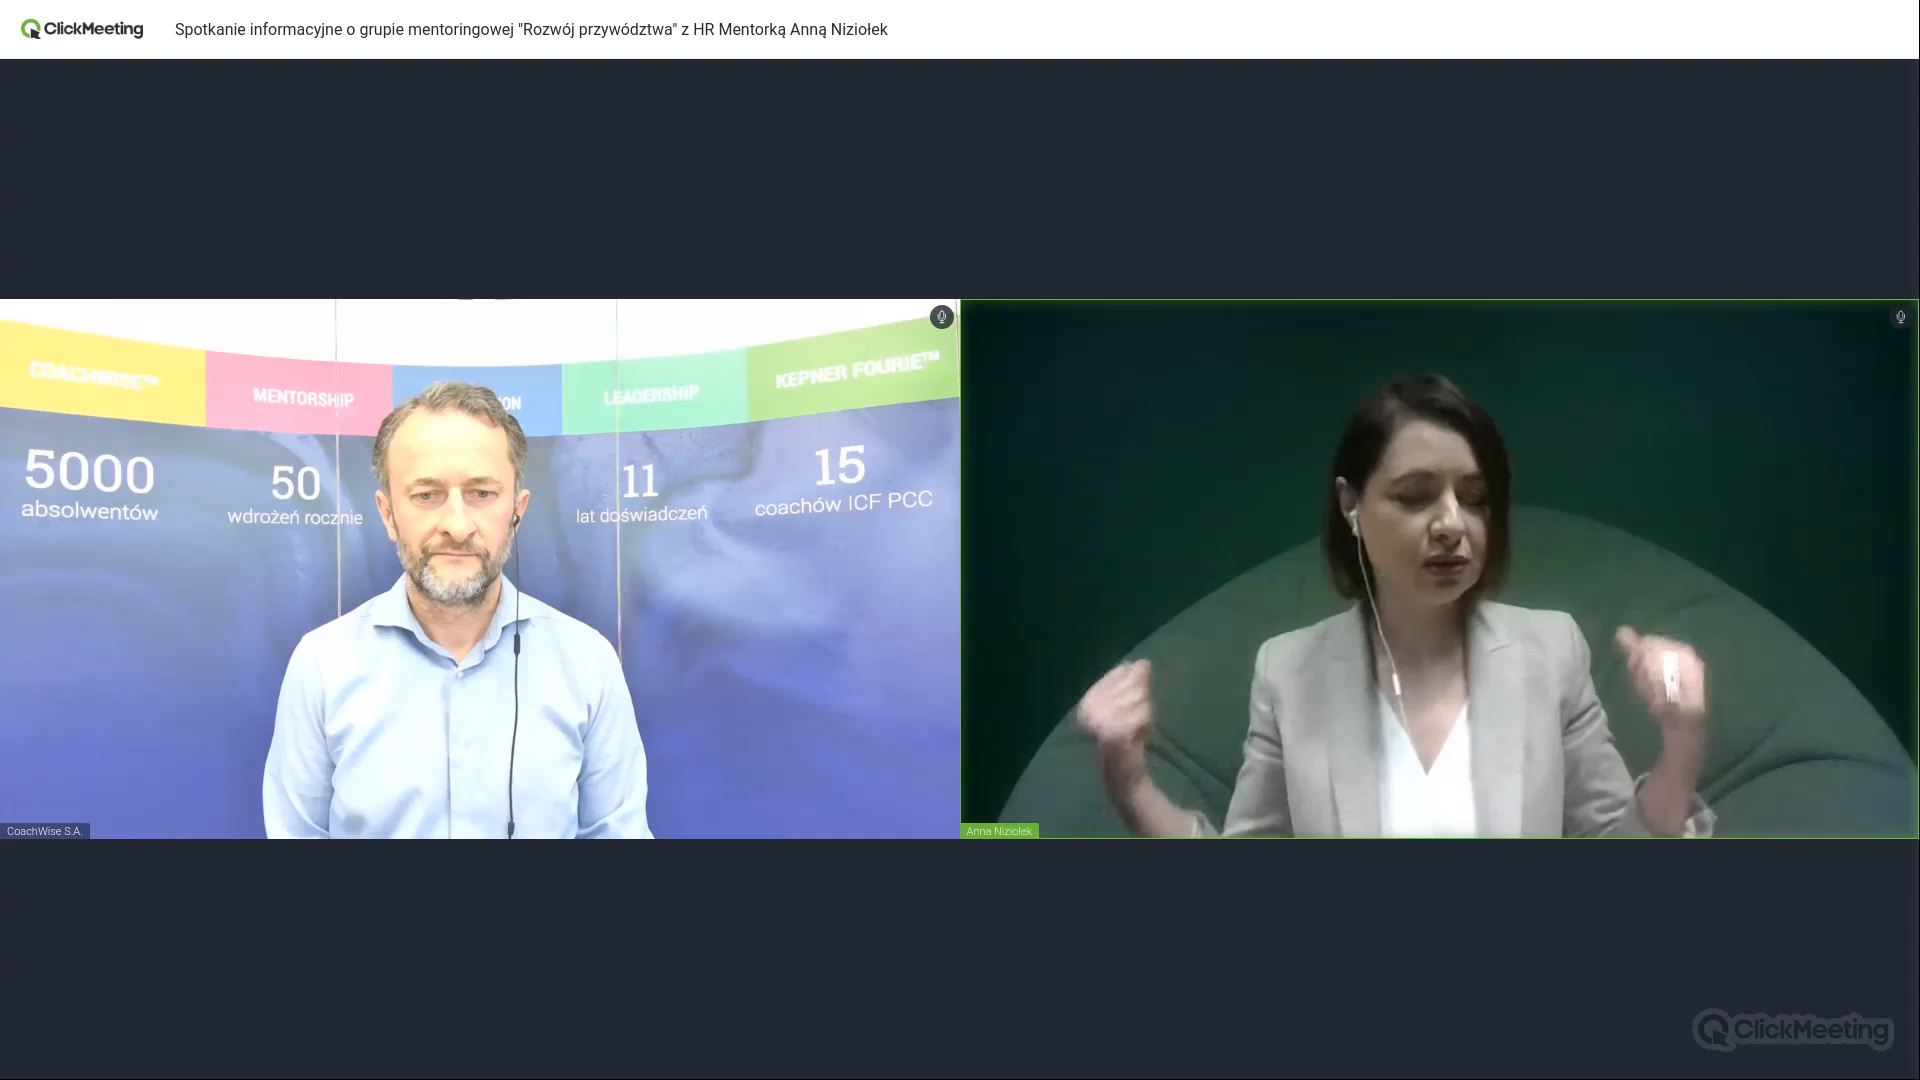 ClickMeeting
Spotkanie informacyjne o grupie mentoringowej "Rozwój przywództwa" z HR Mentorką Anną Niziołek
COACHWISE™
MENTORSHIP
ON
LEADERSHIP
KEPNER FOURIE™
5000
absolwentów
50
wdrożeń rocznie
11
lat doświadczeń
15
coachów ICF PCC
CoachWise S.A.
Anna Niziołek
ClickMeeting